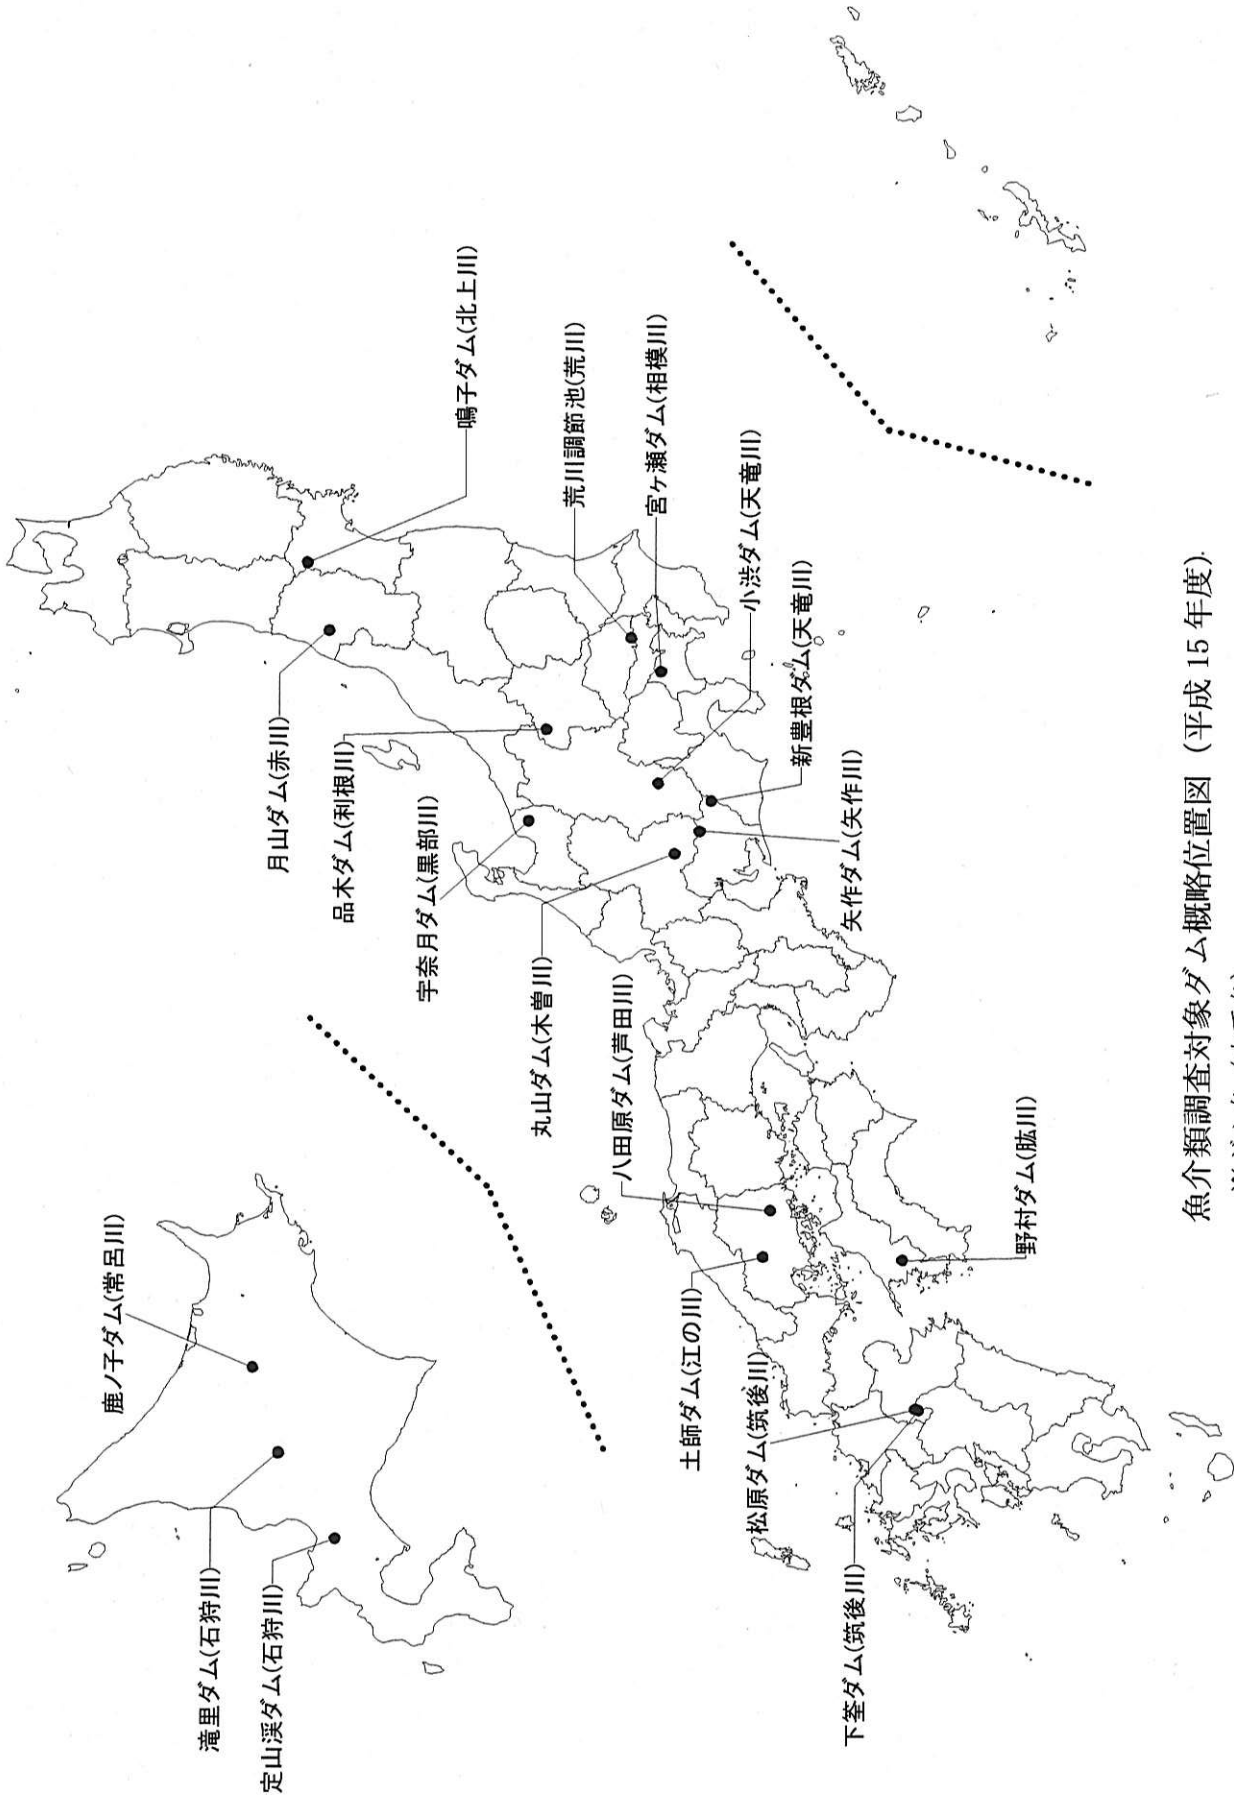 鹿ノ子ダム(常呂川)
滝里ダム(石狩川)
定山渓ダム(石狩川)
月山ダム(赤川)
鳴子ダム(北上川)
品木ダム(利根川)
荒川調節池(荒川)
宇奈月ダム(黒部川)
宮ヶ瀬ダム(相模川)
丸山ダム(木曽川)
小渋ダム(天竜川)
新豊根ダム(天竜川)
矢作ダム(矢作川)
八田原ダム(芦田川)
土師ダム(江の川)
松原ダム(筑後川)
下筌ダム(筑後川)
野村ダム(肱川)
魚介類調査対象ダム概略位置図（平成 15 年度）